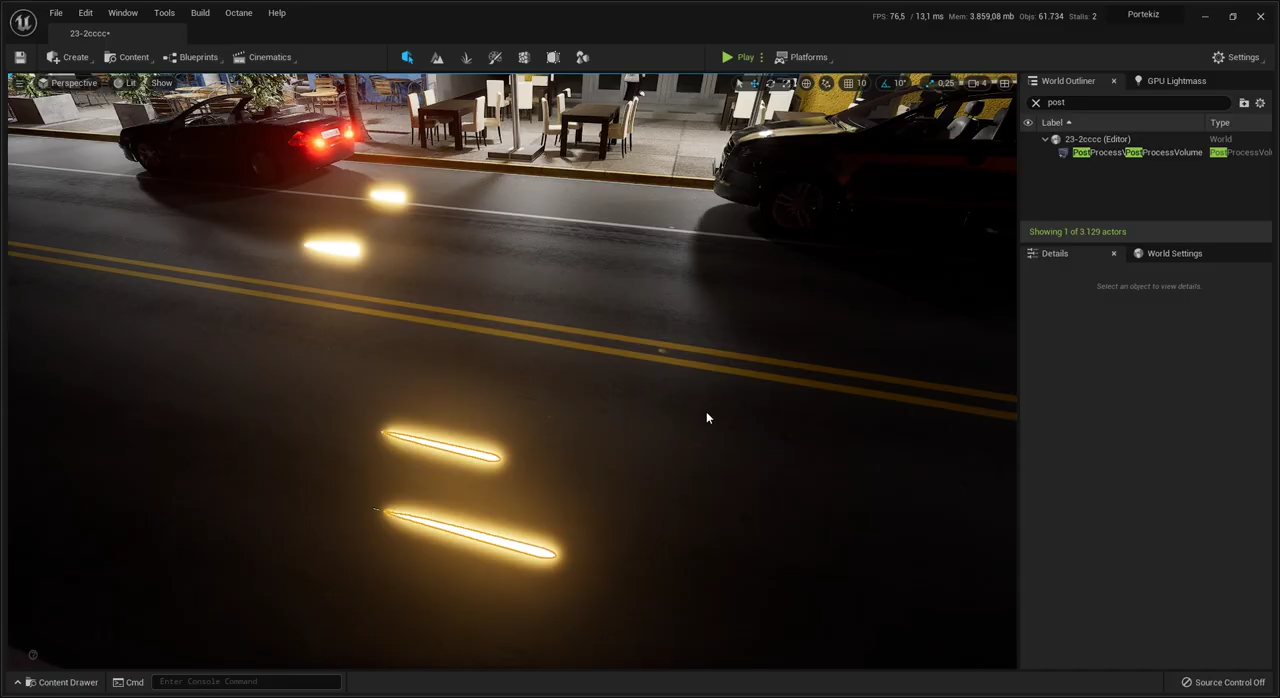 File Edit Window Tools Build Octane Help
FPS: 76,5 / 13,1 ms Mem: 3.859,08 mb Objs: 61.734 Stalls: 2
Portekiz
23-2cccc*
Create Content Blueprints Cinematics
Play Platforms
Settings
Perspective Lit Show
10 10° 0,25 4
World Outliner
GPU Lightmass
post
Label Type
23-2cccc (Editor) World
PostProcess\PostProcessVolume PostProcessVol
Showing 1 of 3.129 actors
Details
World Settings
Select an object to view details.
Content Drawer Cmd Enter Console Command
Source Control Off